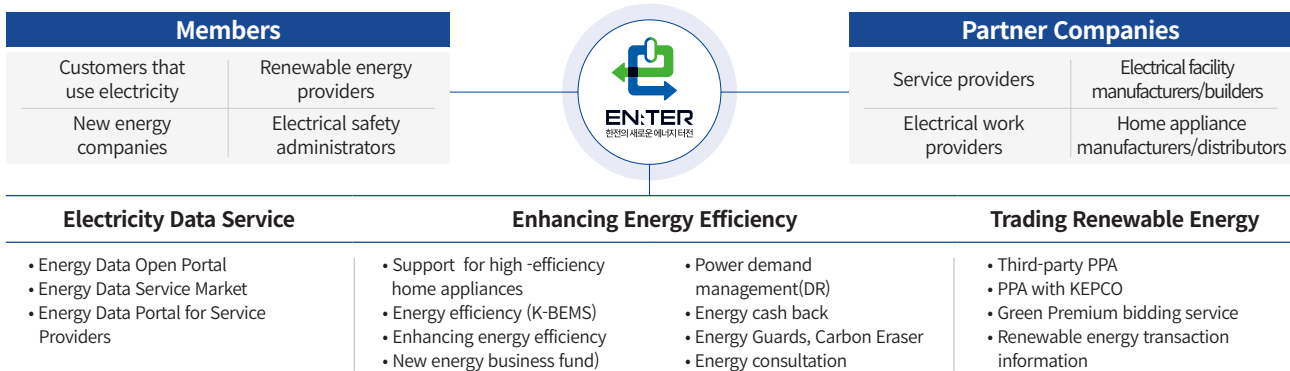 Members
Customers that
use electricity
Renewable energy
providers
New energy
companies
Electrical safety
administrators
EN:TER
한전의 새로운 에너지 터전
Partner Companies
Service providers
Electrical facility
manufacturers/builders
Electrical work
providers
Home appliance
manufacturers/distributors
Electricity Data Service
• Energy Data Open Portal
• Energy Data Service Market
• Energy Data Portal for Service
Providers
Enhancing Energy Efficiency
• Support for high -efficiency
home appliances
• Energy efficiency (K-BEMS)
• Enhancing energy efficiency
• New energy business fund)
• Power demand
management(DR)
• Energy cash back
• Energy Guards, Carbon Eraser
• Energy consultation
Trading Renewable Energy
• Third-party PPA
• PPA with KEPCO
• Green Premium bidding service
• Renewable energy transaction
information